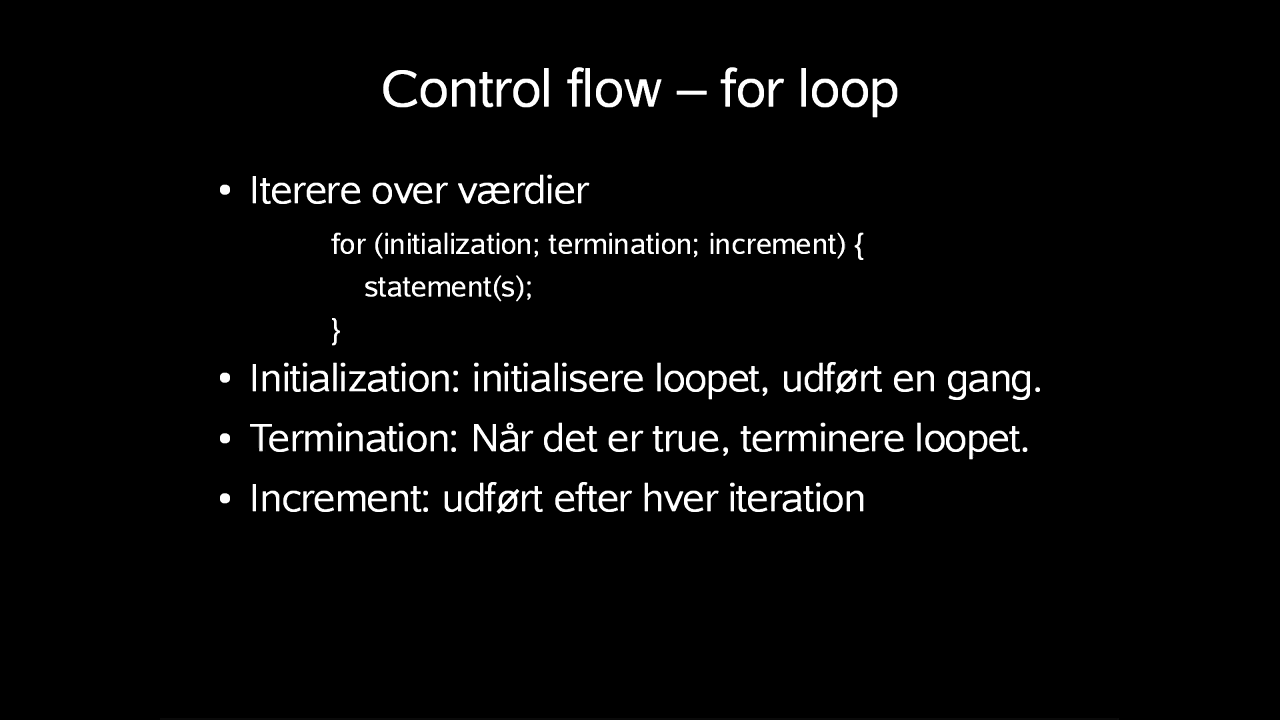 Control flow – for loop
• Iterere over værdier
for (initialization; termination; increment) {
statement(s);
}
• Initialization: initialisere loopet, udført en gang.
• Termination: Når det er true, terminere loopet.
• Increment: udført efter hver iteration